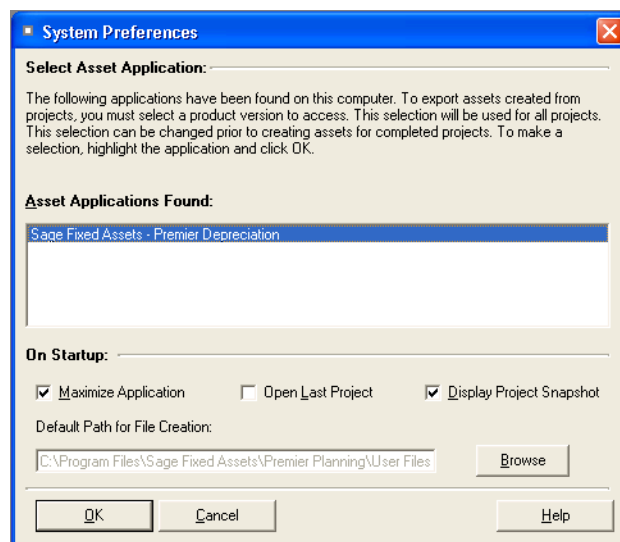 System Preferences
Select Asset Application:
The following applications have been found on this computer. To export assets created from
projects, you must select a product version to access. This selection will be used for all projects.
This selection can be changed prior to creating assets for completed projects. To make a
selection, highlight the application and click OK.
Asset Applications Found:
Sage Fixed Assets - Premier Depreciation
On Startup:
Maximize Application Open Last Project Display Project Snapshot
Default Path for File Creation:
C:\Program Files\Sage Fixed Assets\Premier Planning\User Files Browse
OK Cancel Help